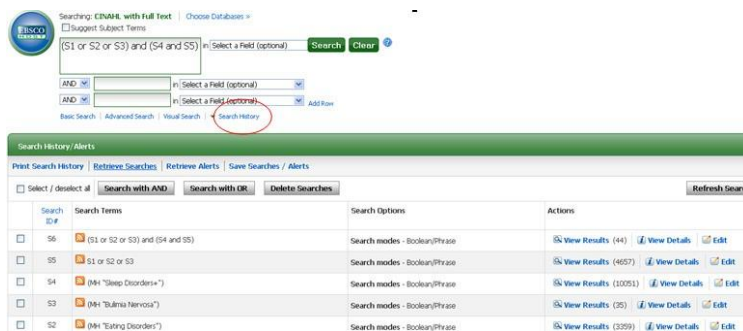 Searching: CINAHL with Full Text | Choose Databases »
Suggest Subject Terms
EBSCO HOST
(S1 or S2 or S3) and (S4 and S5) in Select a Field (optional) Search Clear
AND in Select a Field (optional)
AND in Select a Field (optional) Add Row
Basic Search | Advanced Search | Visual Search | Search History
Search History/Alerts
Print Search History | Retrieve Searches | Retrieve Alerts | Save Searches / Alerts
Select / deselect all Search with AND Search with OR Delete Searches Refresh Sear
Search ID# Search Terms Search Options Actions
S6 (S1 or S2 or S3) and (S4 and S5) Search modes - Boolean/Phrase View Results (44) View Details Edit
S5 S1 or S2 or S3 Search modes - Boolean/Phrase View Results (4657) View Details Edit
S4 (MH "Sleep Disorders+") Search modes - Boolean/Phrase View Results (10051) View Details Edit
S3 (MH "Bulimia Nervosa") Search modes - Boolean/Phrase View Results (35) View Details Edit
S2 (MH "Eating Disorders") Search modes - Boolean/Phrase View Results (3359) View Details Edit